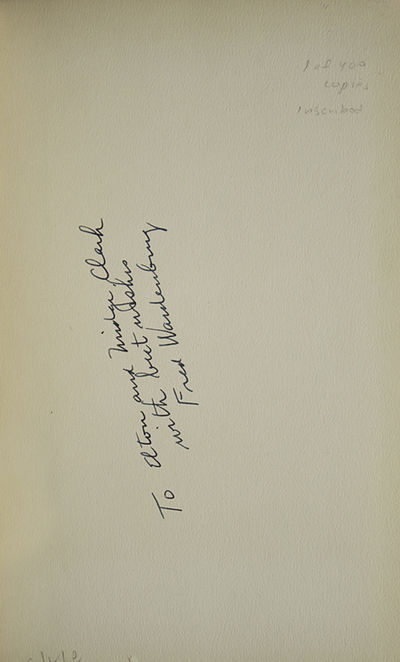 1 of 400
copies
inscribed
To Elton and Midge Clark
with best wishes
Fred Wardenburg